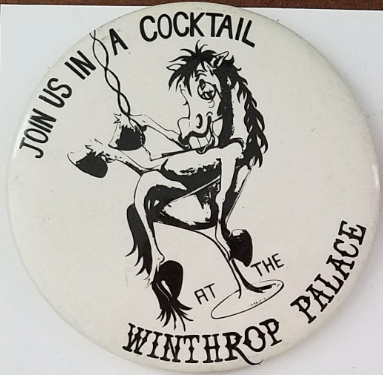 JOIN US IN A COCKTAIL
AT THE
WINTHROP PALACE